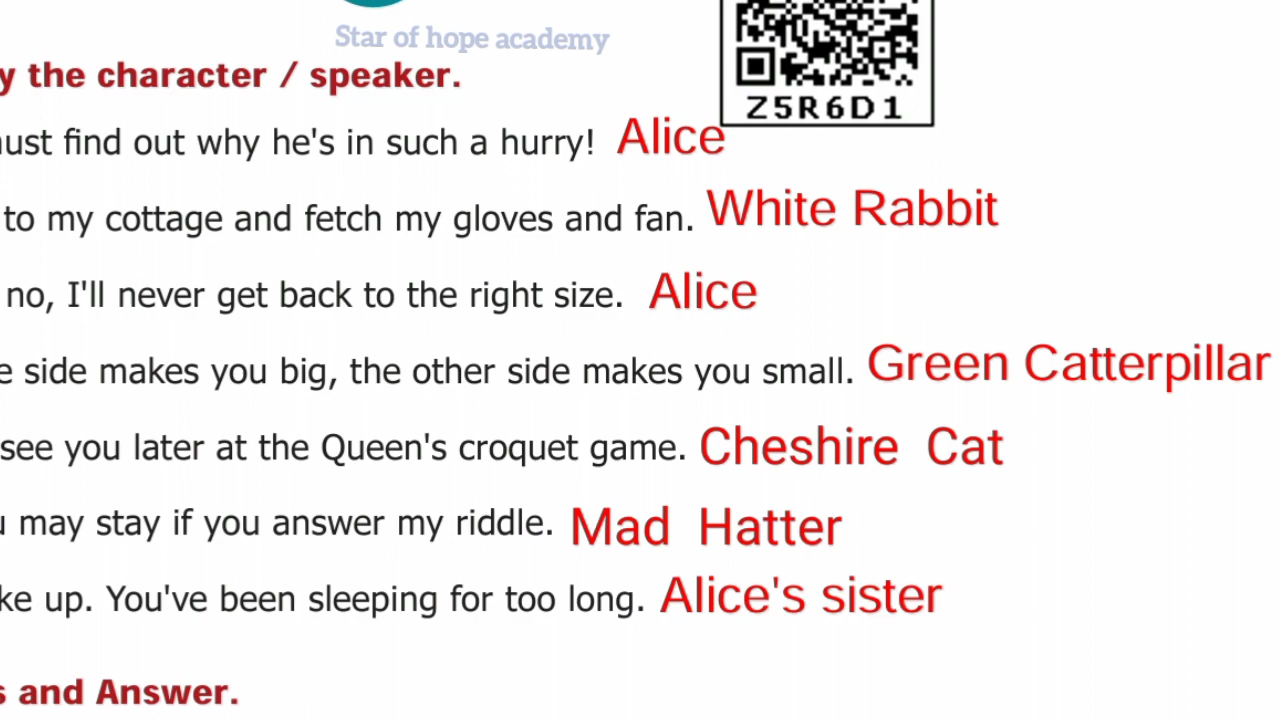 Star of hope academy
y the character / speaker.
Z5R6D1
must find out why he's in such a hurry! Alice
to my cottage and fetch my gloves and fan. White Rabbit
no, I'll never get back to the right size. Alice
e side makes you big, the other side makes you small. Green Catterpillar
see you later at the Queen's croquet game. Cheshire Cat
u may stay if you answer my riddle. Mad Hatter
ke up. You've been sleeping for too long. Alice's sister
s and Answer.